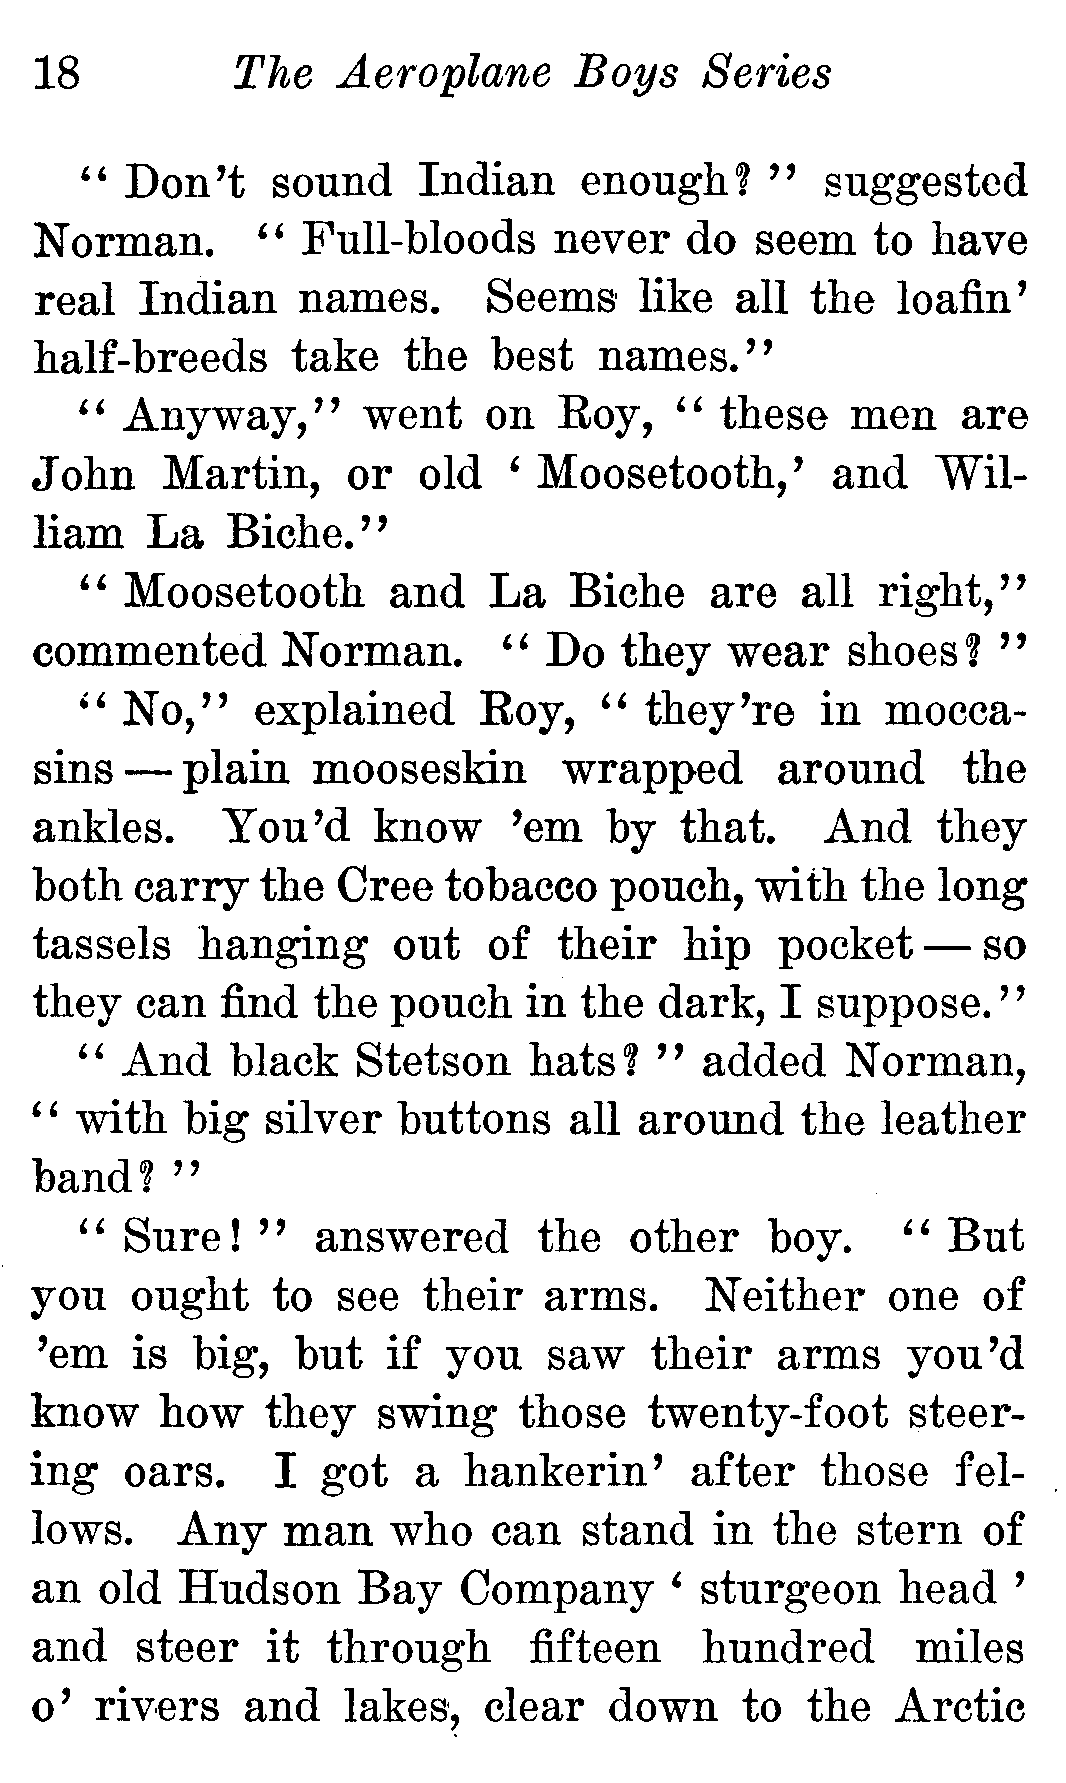 18 The Aeroplane Boys Series
“ Don’t sound Indian enough? ” suggested
Norman. “ Full-bloods never do seem to have
real Indian names. Seems like all the loafin’
half-breeds take the best names.”
“ Anyway,” went on Roy, “ these men are
John Martin, or old ‘ Moosetooth,’ and Wil-
liam La Biche.”
“ Moosetooth and La Biche are all right,”
commented Norman. “ Do they wear shoes? ”
“ No,” explained Roy, “ they’re in mocca-
sins — plain mooseskin wrapped around the
ankles. You’d know ’em by that. And they
both carry the Cree tobacco pouch, with the long
tassels hanging out of their hip pocket — so
they can find the pouch in the dark, I suppose.”
“ And black Stetson hats? ” added Norman,
“ with big silver buttons all around the leather
band? ”
“ Sure! ” answered the other boy. “ But
you ought to see their arms. Neither one of
’em is big, but if you saw their arms you’d
know how they swing those twenty-foot steer-
ing oars. I got a hankerin’ after those fel-
lows. Any man who can stand in the stern of
an old Hudson Bay Company ‘ sturgeon head ’
and steer it through fifteen hundred miles
o’ rivers and lakes, clear down to the Arctic